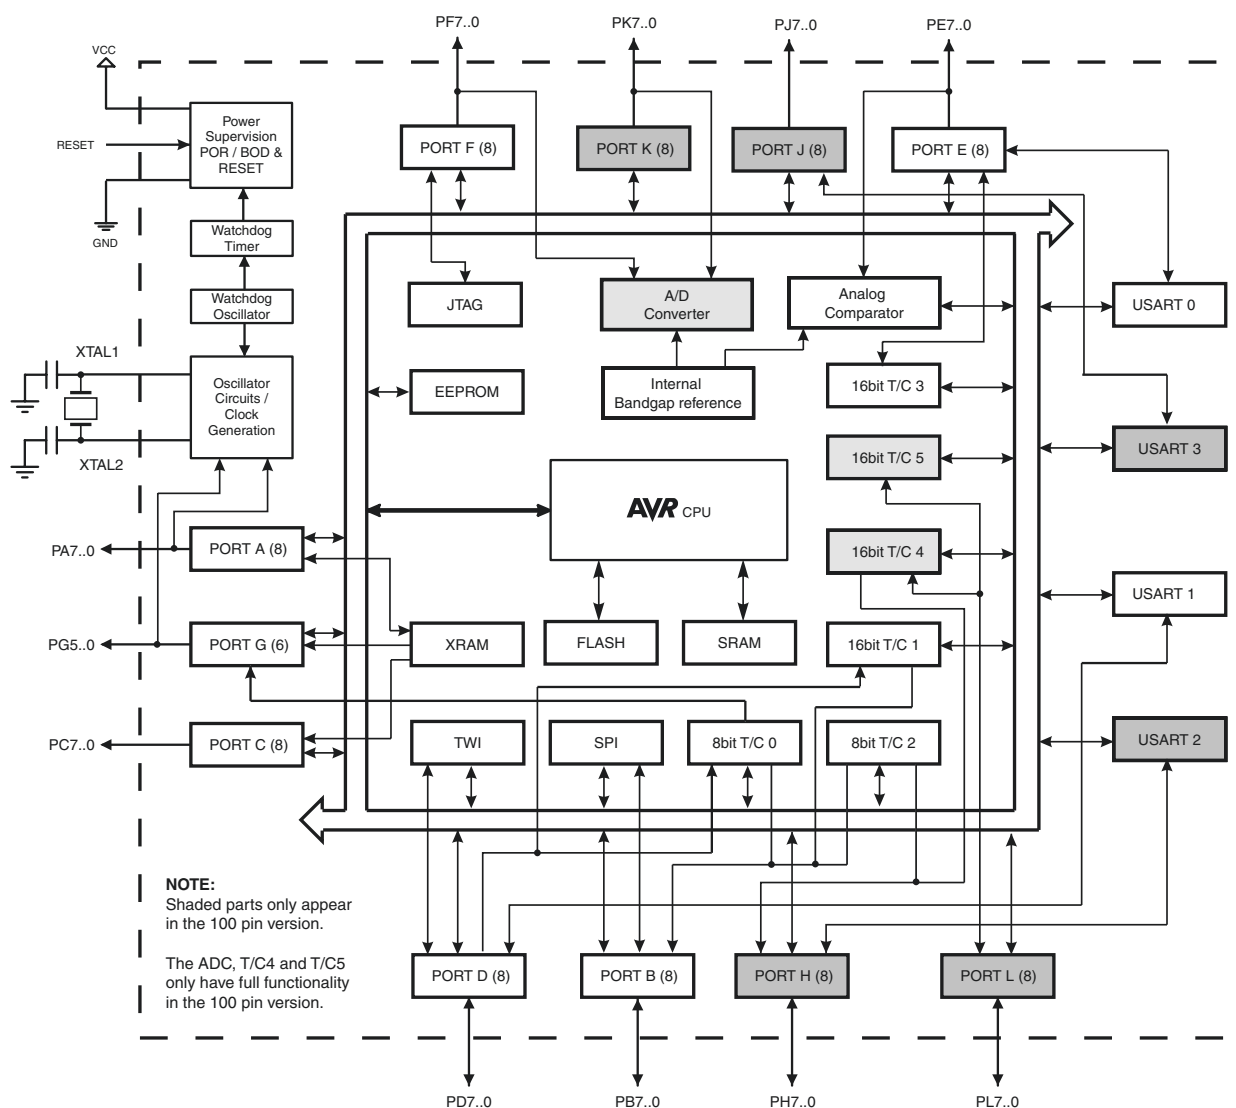 PF7..0
PK7..0
PJ7..0
PE7..0
VCC
RESET
GND
Power
Supervision
POR / BOD &
RESET
PORT F (8)
PORT K (8)
PORT J (8)
PORT E (8)
Watchdog
Timer
Watchdog
Oscillator
XTAL1
XTAL2
Oscillator
Circuits /
Clock
Generation
JTAG
A/D
Converter
Analog
Comparator
USART 0
EEPROM
Internal
Bandgap reference
16bit T/C 3
16bit T/C 5
USART 3
AVR CPU
16bit T/C 4
PA7..0
PORT A (8)
USART 1
PG5..0
PORT G (6)
XRAM
FLASH
SRAM
16bit T/C 1
PC7..0
PORT C (8)
TWI
SPI
8bit T/C 0
8bit T/C 2
USART 2
NOTE:
Shaded parts only appear
in the 100 pin version.
The ADC, T/C4 and T/C5
only have full functionality
in the 100 pin version.
PORT D (8)
PORT B (8)
PORT H (8)
PORT L (8)
PD7..0
PB7..0
PH7..0
PL7..0